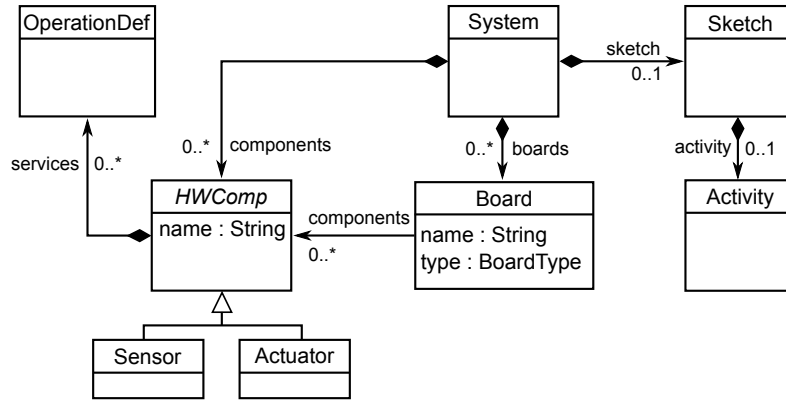 OperationDef
System
Sketch
sketch
0..1
0..*
components
services
0..*
0..*
boards
activity
0..1
HWComp
name : String
components
0..*
Board
name : String
type : BoardType
Activity
Sensor
Actuator